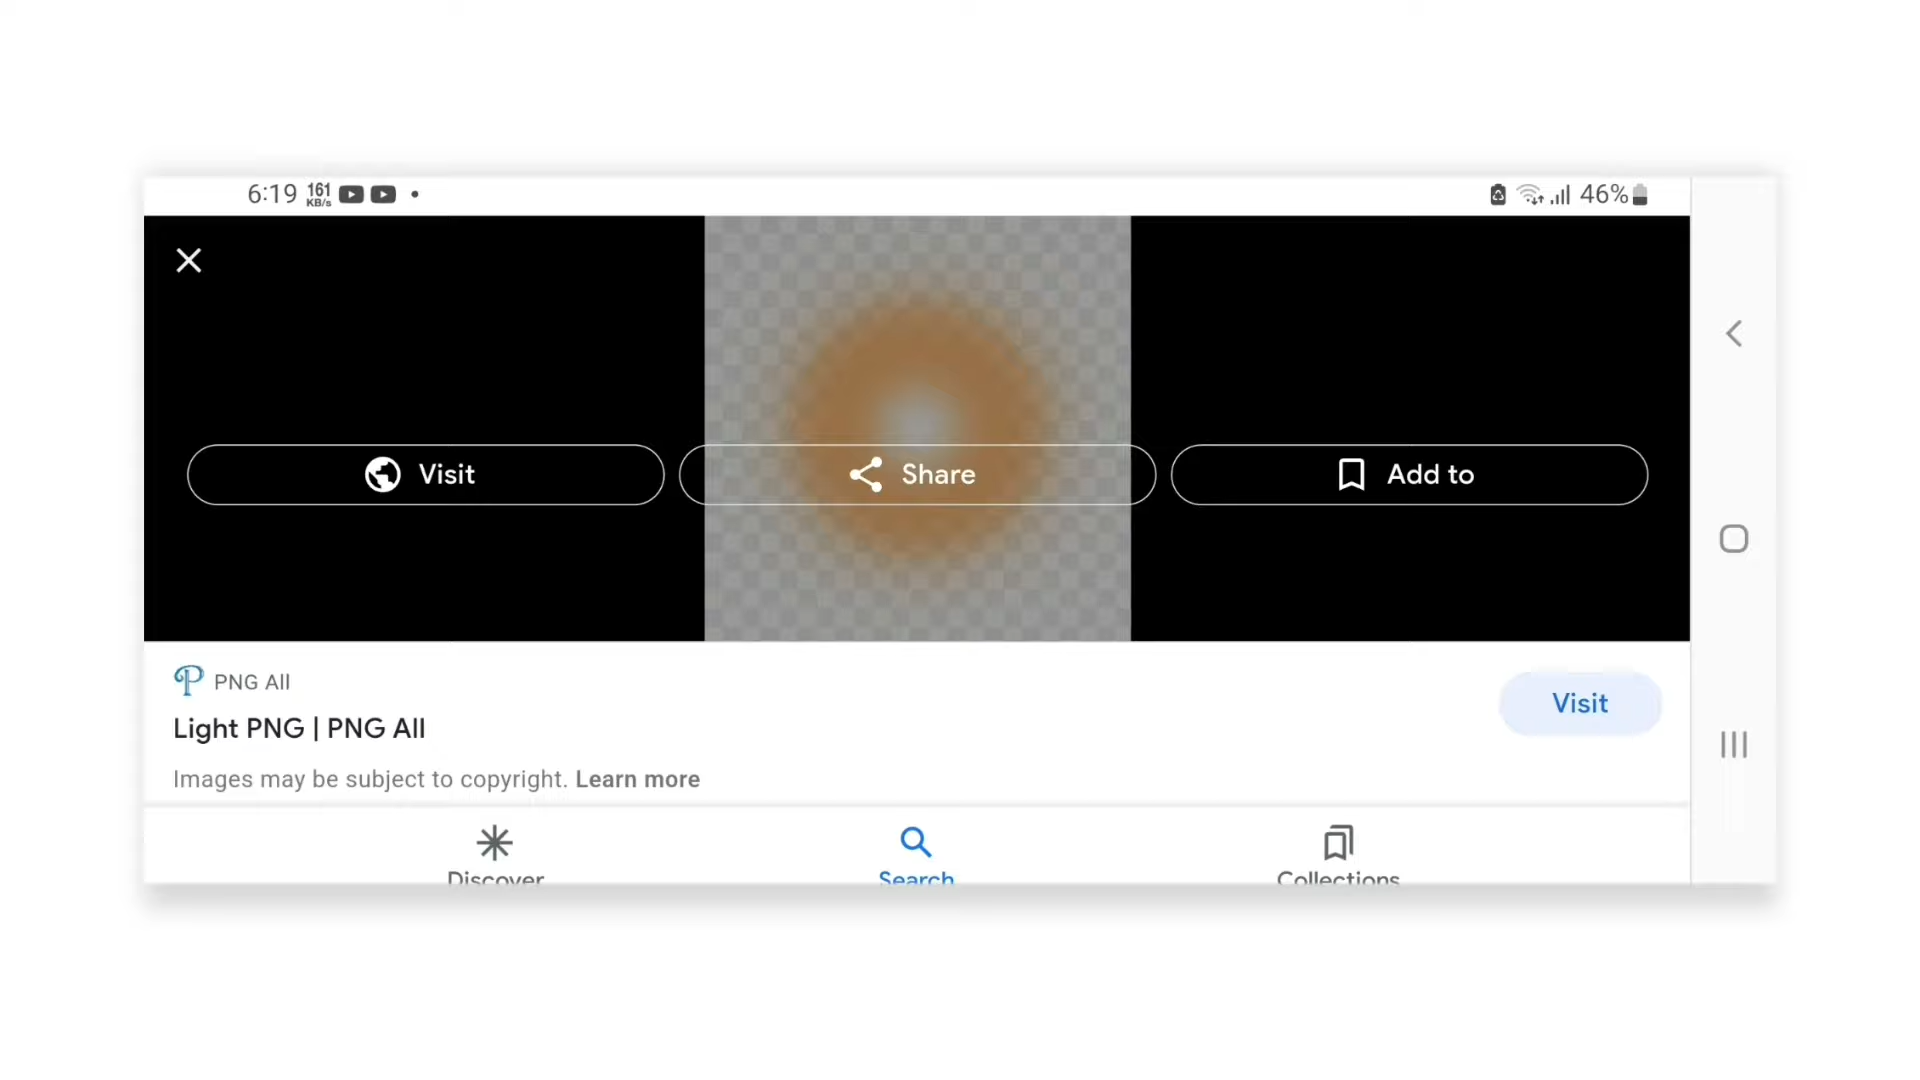 6:19 161 KB/s 46%
Visit Share Add to
PNG All
Light PNG | PNG All
Visit
Images may be subject to copyright. Learn more
Discover Search Collections